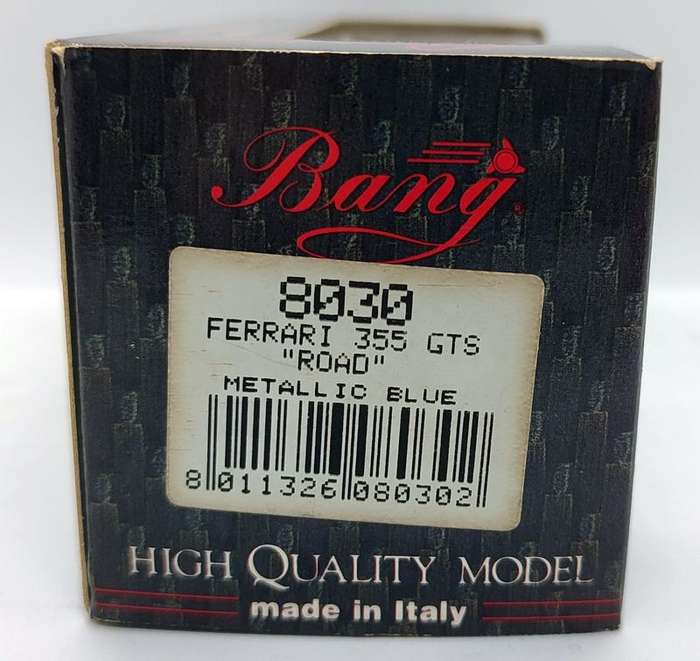 Bang
8030
FERRARI 355 GTS
"ROAD"
METALLIC BLUE
8 011326 080302
HIGH QUALITY MODEL
made in Italy